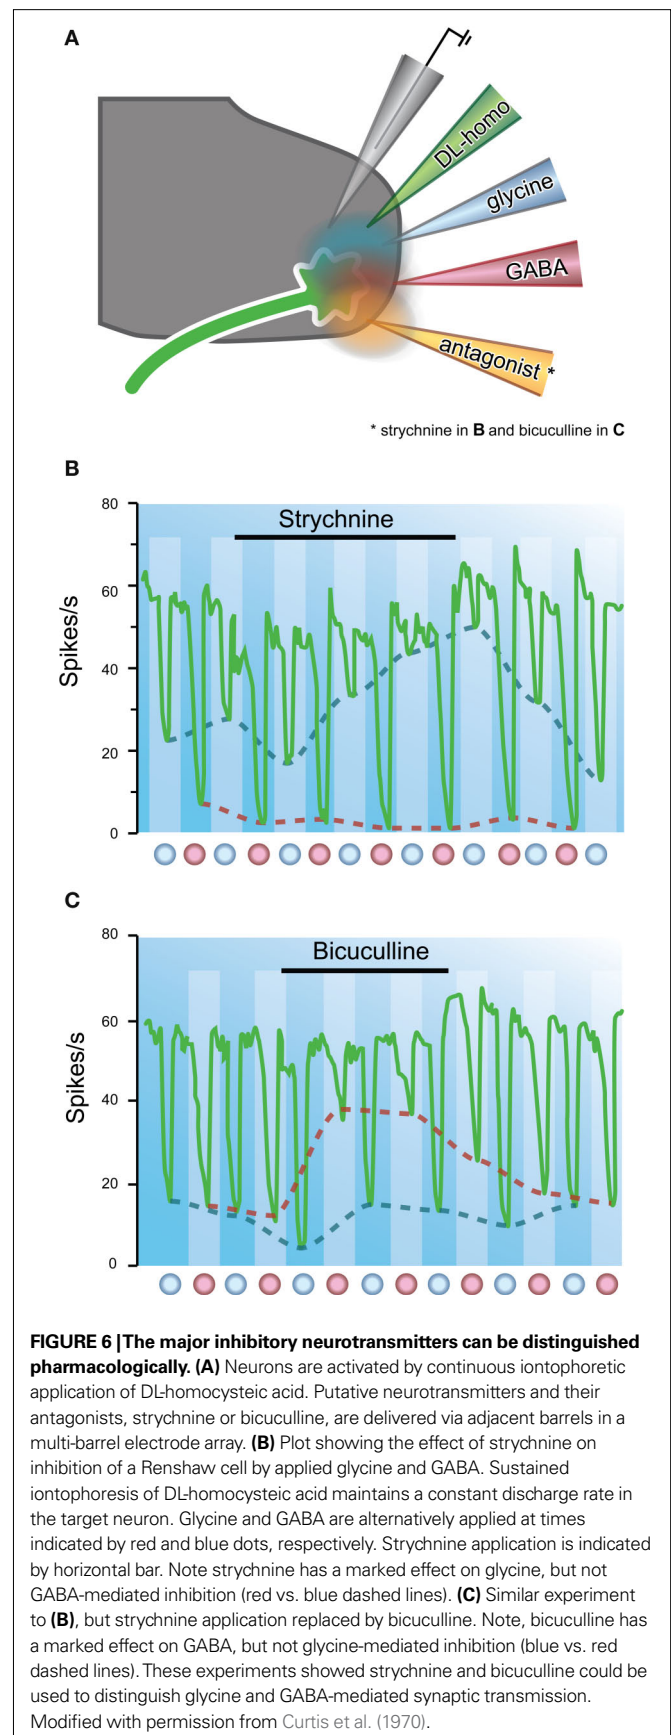 A
DL-homo
glycine
GABA
antagonist *
* strychnine in B and bicuculline in C
B
80
Strychnine
60
Spikes/s
40
20
0
C
80
Bicuculline
60
Spikes/s
40
20
0
FIGURE 6 | The major inhibitory neurotransmitters can be distinguished
pharmacologically. (A) Neurons are activated by continuous iontophoretic
application of DL-homocysteic acid. Putative neurotransmitters and their
antagonists, strychnine or bicuculline, are delivered via adjacent barrels in a
multi-barrel electrode array. (B) Plot showing the effect of strychnine on
inhibition of a Renshaw cell by applied glycine and GABA. Sustained
iontophoresis of DL-homocysteic acid maintains a constant discharge rate in
the target neuron. Glycine and GABA are alternatively applied at times
indicated by red and blue dots, respectively. Strychnine application is indicated
by horizontal bar. Note strychnine has a marked effect on glycine, but not
GABA-mediated inhibition (red vs. blue dashed lines). (C) Similar experiment
to (B), but strychnine application replaced by bicuculline. Note, bicuculline has
a marked effect on GABA, but not glycine-mediated inhibition (blue vs. red
dashed lines). These experiments showed strychnine and bicuculline could be
used to distinguish glycine and GABA-mediated synaptic transmission.
Modified with permission from Curtis et al. (1970).